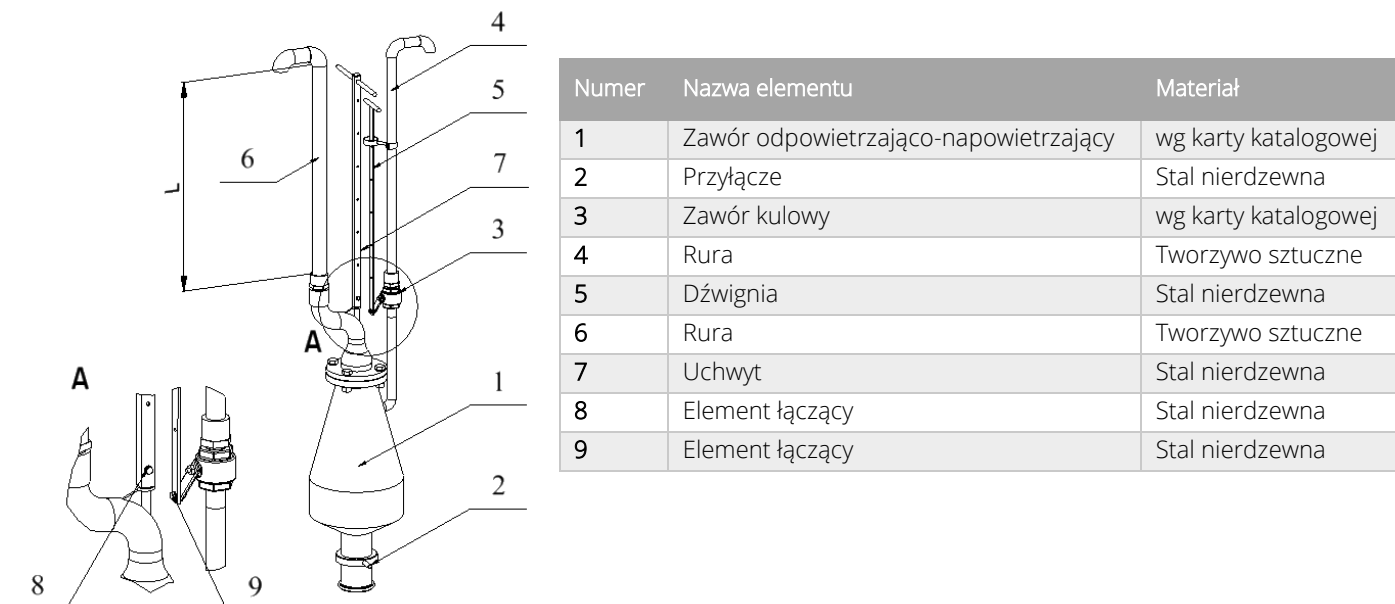 4
5
6
7
L
3
A
A
1
2
8
9
Numer Nazwa elementu Materiał
1 Zawór odpowietrzająco-napowietrzający wg karty katalogowej
2 Przyłącze Stal nierdzewna
3 Zawór kulowy wg karty katalogowej
4 Rura Tworzywo sztuczne
5 Dźwignia Stal nierdzewna
6 Rura Tworzywo sztuczne
7 Uchwyt Stal nierdzewna
8 Element łączący Stal nierdzewna
9 Element łączący Stal nierdzewna